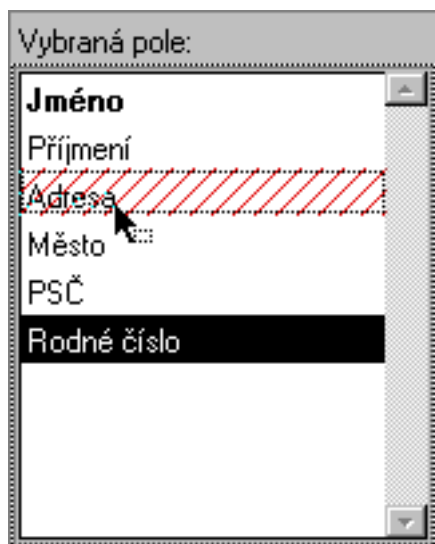 Vybraná pole:
Jméno
Příjmení
Adresa
Město
PSČ
Rodné číslo